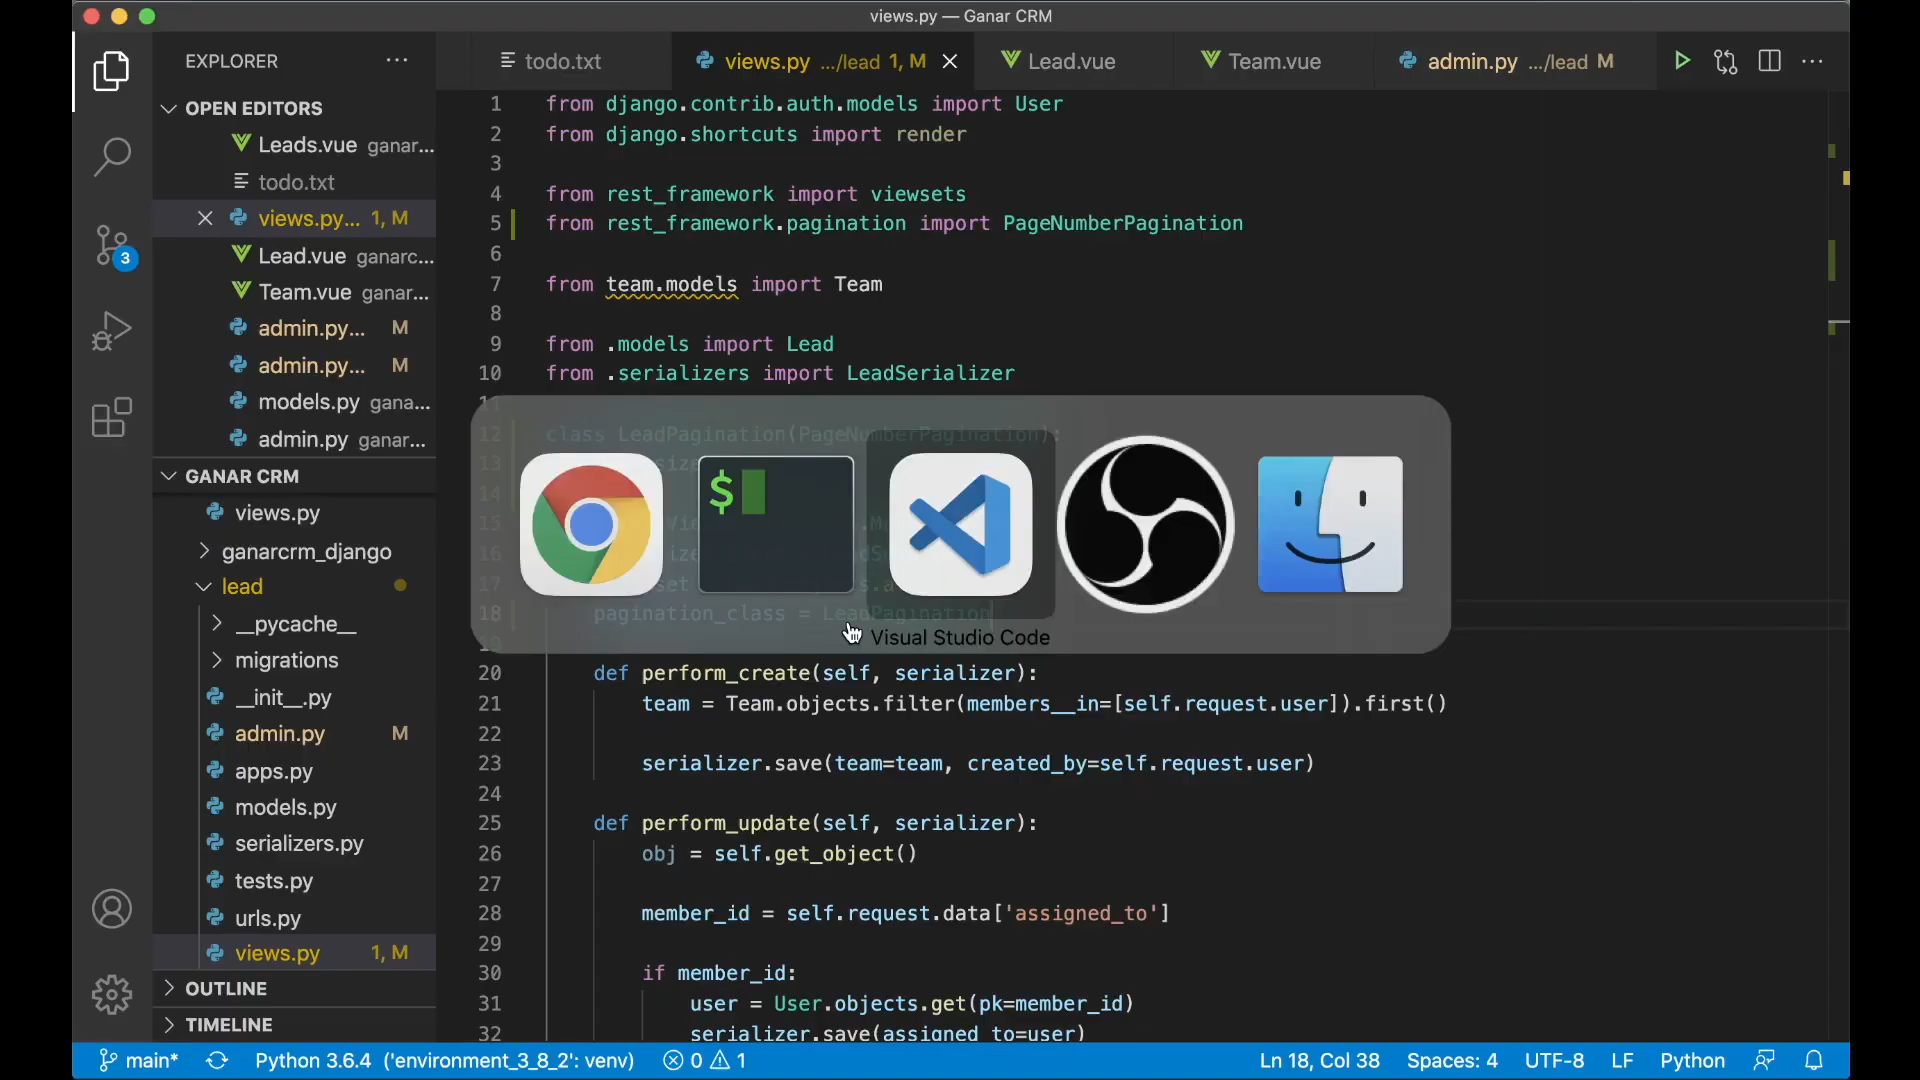 views.py — Ganar CRM
EXPLORER
todo.txt
views.py .../lead 1, M
Lead.vue
Team.vue
admin.py .../lead M
OPEN EDITORS
Leads.vue ganar...
todo.txt
views.py... 1, M
Lead.vue ganarc...
Team.vue ganar...
admin.py... M
admin.py... M
models.py gana...
admin.py ganar...
GANAR CRM
views.py
ganarcrm_django
lead
__pycache__
migrations
__init__.py
admin.py M
apps.py
models.py
serializers.py
tests.py
urls.py
views.py 1, M
OUTLINE
TIMELINE
3
1 from django.contrib.auth.models import User
2 from django.shortcuts import render
3
4 from rest_framework import viewsets
5 from rest_framework.pagination import PageNumberPagination
6
7 from team.models import Team
8
9 from .models import Lead
10 from .serializers import LeadSerializer
11
12 class LeadPagination(PageNumberPagination):
13
14
15
16
17
18 pagination_class = LeadPagination
$
Visual Studio Code
20 def perform_create(self, serializer):
21 team = Team.objects.filter(members__in=[self.request.user]).first()
22
23 serializer.save(team=team, created_by=self.request.user)
24
25 def perform_update(self, serializer):
26 obj = self.get_object()
27
28 member_id = self.request.data['assigned_to']
29
30 if member_id:
31 user = User.objects.get(pk=member_id)
32 serializer.save(assigned_to=user)
main* Python 3.6.4 ('environment_3_8_2': venv) 0 1 Ln 18, Col 38 Spaces: 4 UTF-8 LF Python